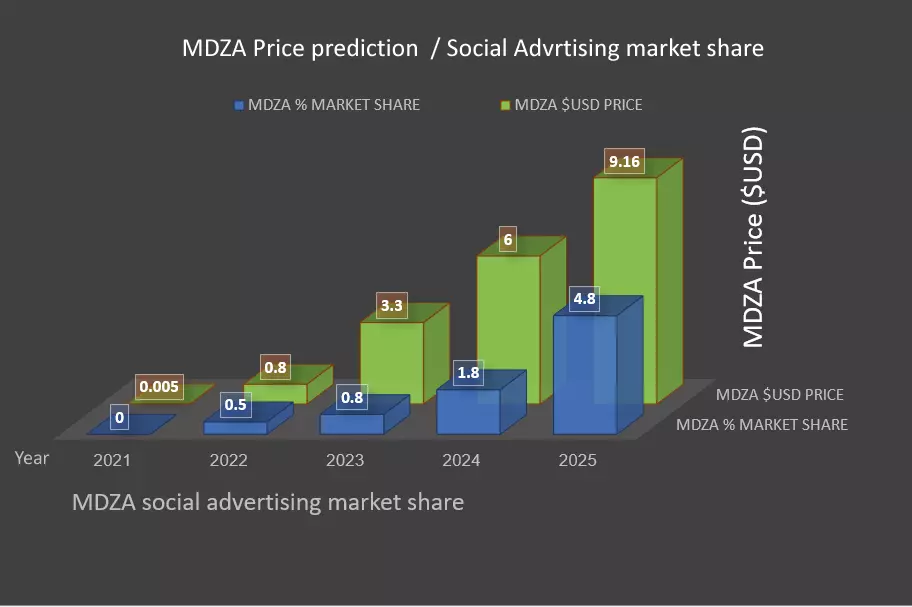 MDZA Price prediction / Social Advrtising market share
MDZA % MARKET SHARE
MDZA $USD PRICE
9.16
6
4.8
3.3
1.8
0.8
0.8
0.005
0.5
0
MDZA Price ($USD)
MDZA $USD PRICE
MDZA % MARKET SHARE
Year 2021 2022 2023 2024 2025
MDZA social advertising market share